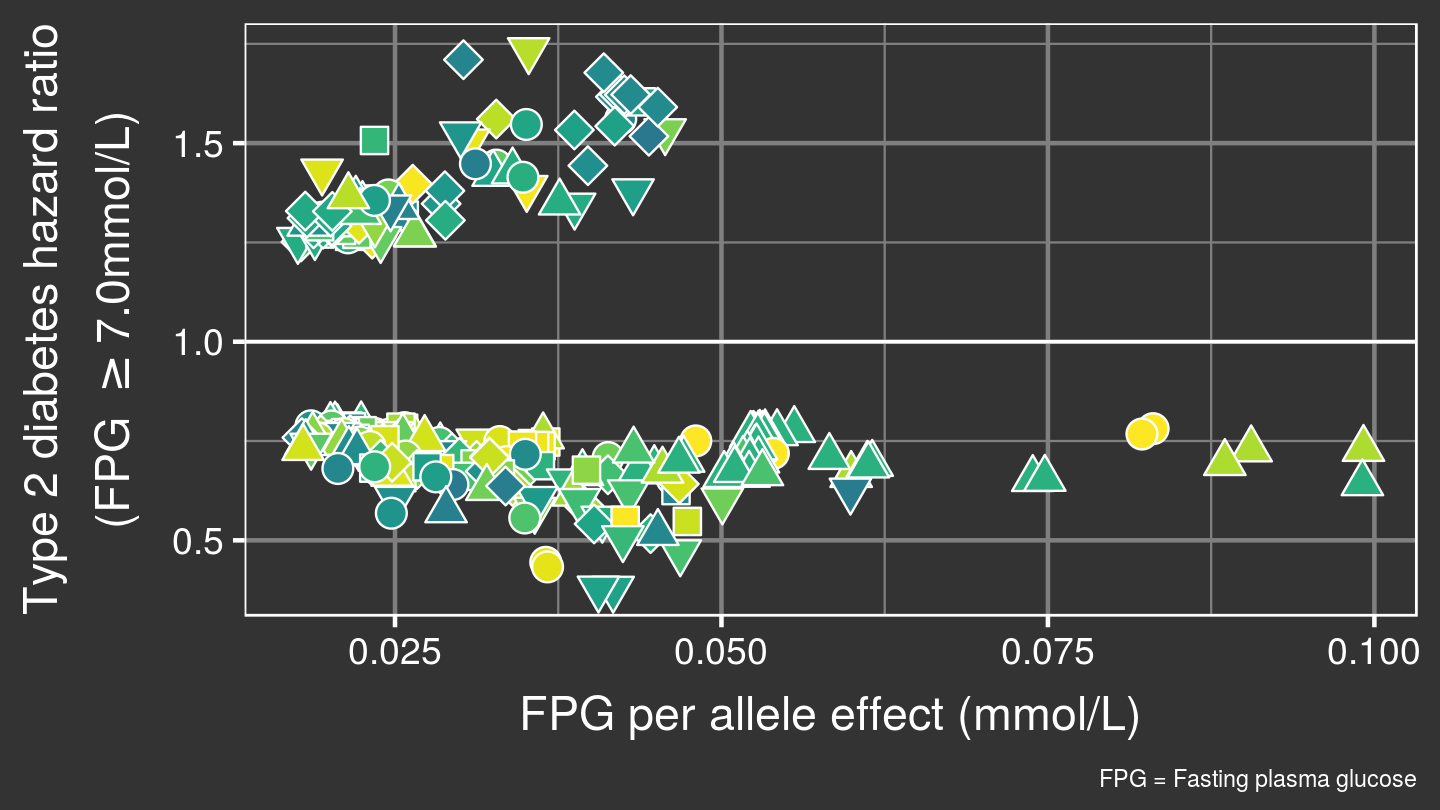 Type 2 diabetes hazard ratio
(FPG ≥ 7.0mmol/L)
1.5
1.0
0.5
0.025
0.050
0.075
0.100
FPG per allele effect (mmol/L)
FPG = Fasting plasma glucose